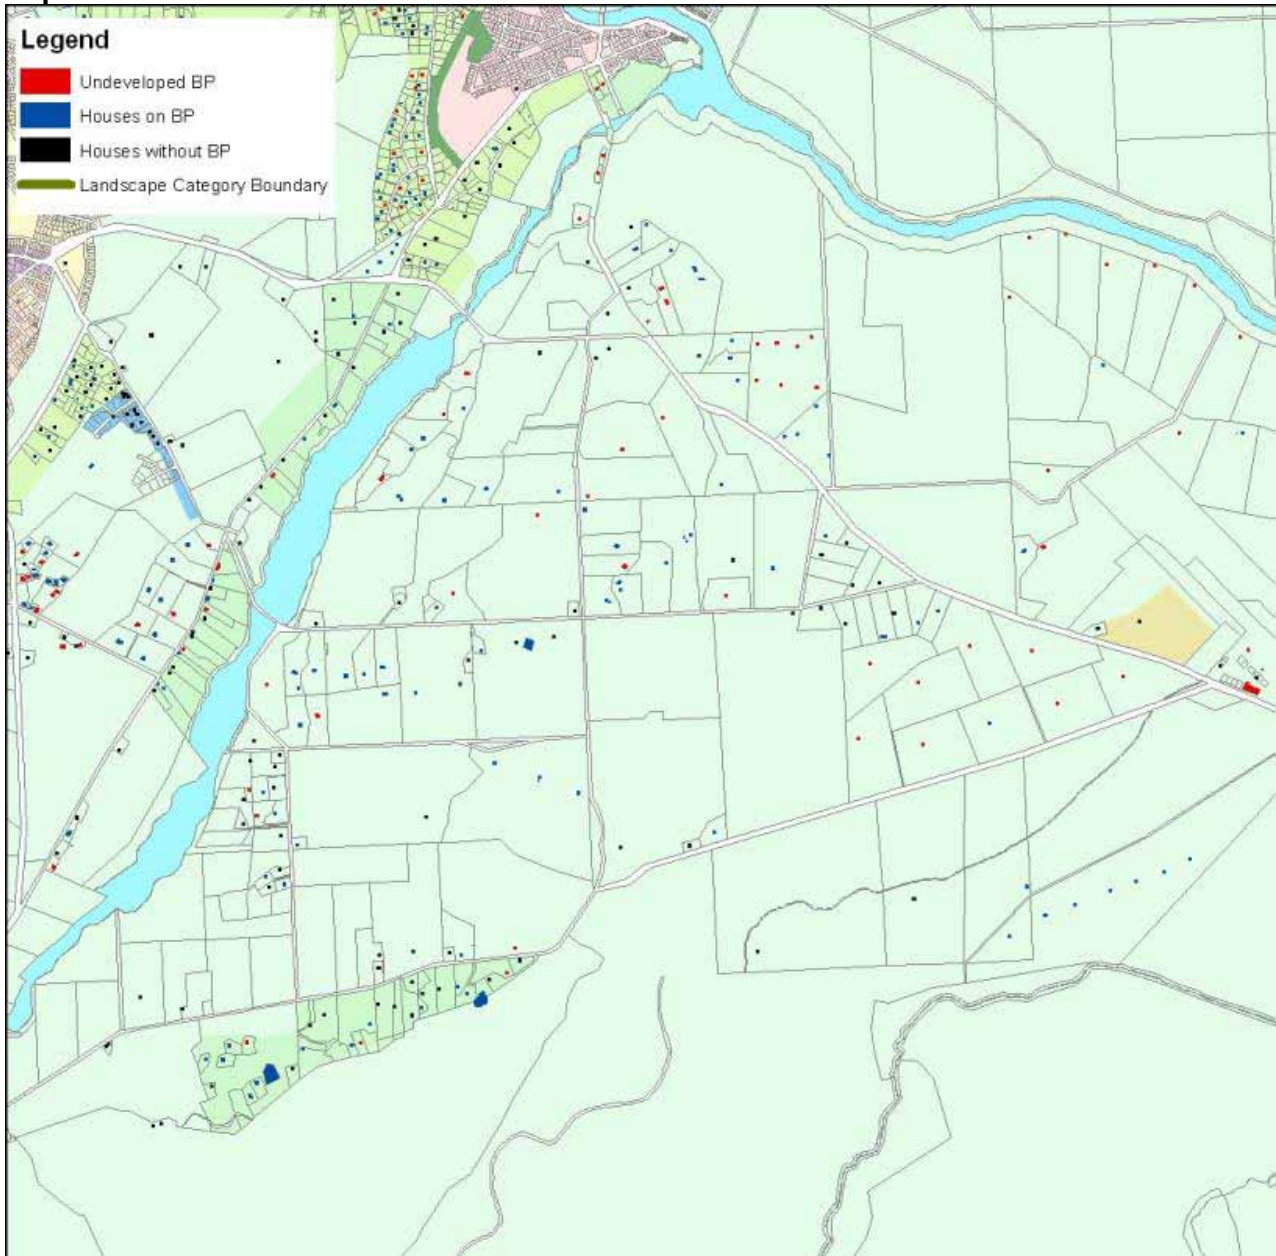 Legend
Undeveloped BP
Houses on BP
Houses without BP
Landscape Category Boundary